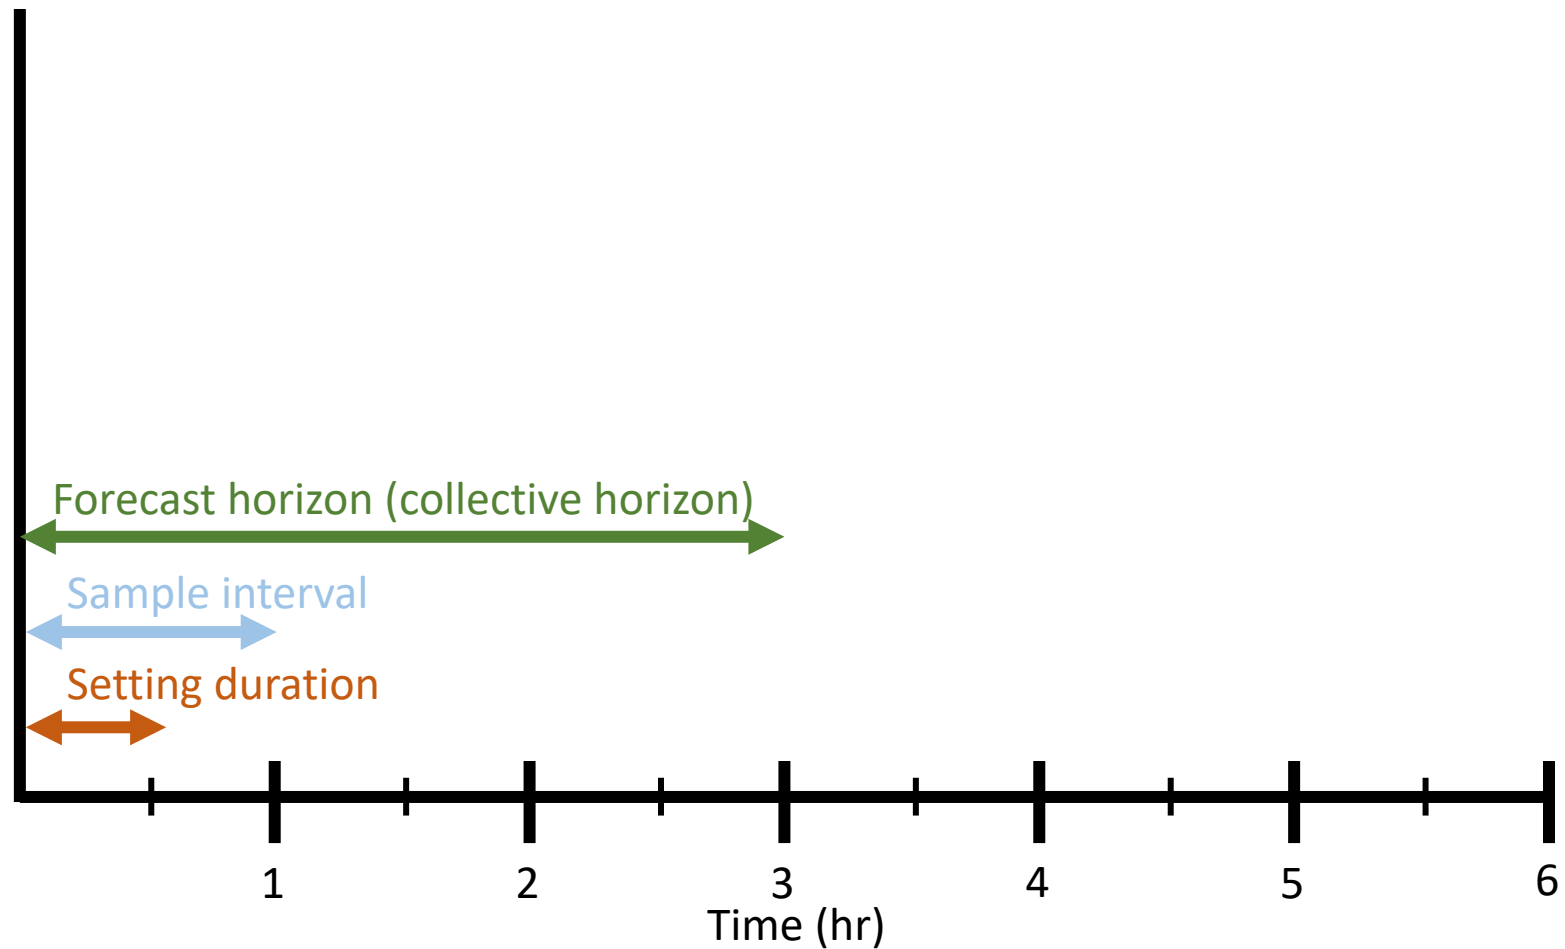 Forecast horizon (collective horizon)
Sample interval
Setting duration
1 2 3 4 5 6
Time (hr)